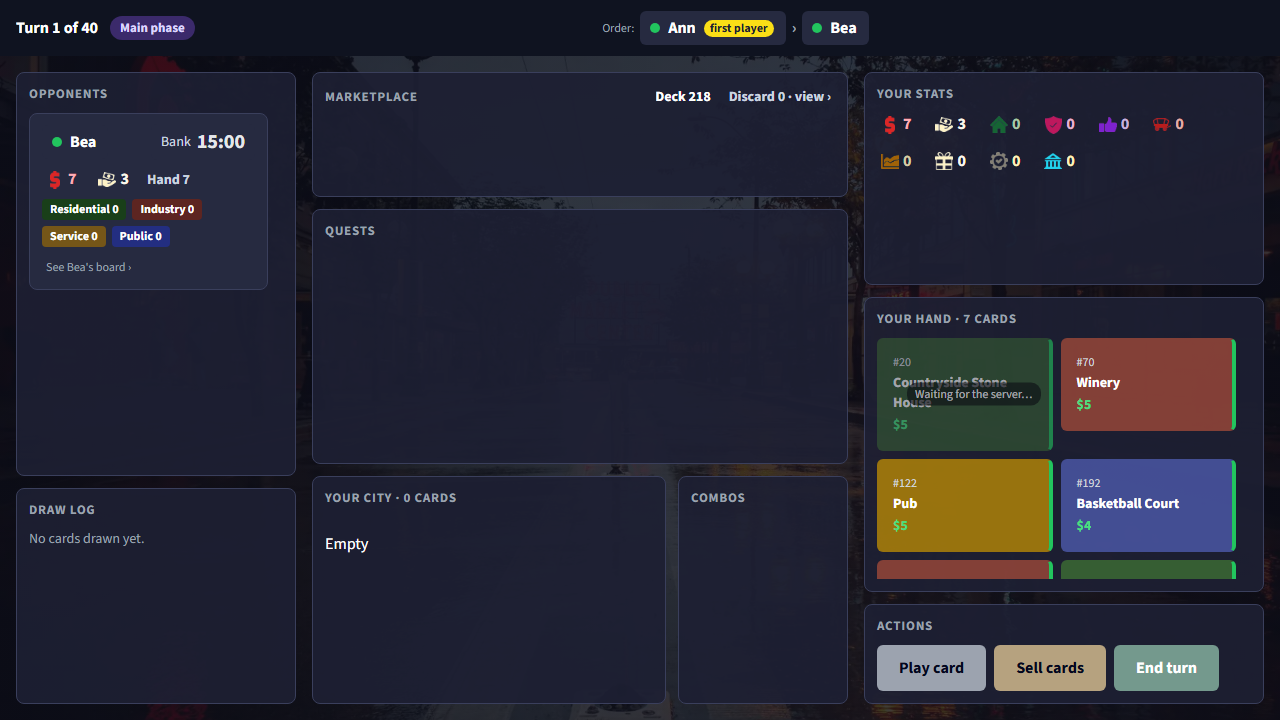 Turn 1 of 40
Main phase
Order:
Ann
first player
›
Bea
OPPONENTS
Bea
Bank 15:00
7
3
Hand 7
Residential 0
Industry 0
Service 0
Public 0
See Bea's board ›
DRAW LOG
No cards drawn yet.
MARKETPLACE
Deck 218
Discard 0 · view ›
QUESTS
YOUR CITY · 0 CARDS
Empty
COMBOS
YOUR STATS
7
3
0
0
0
0
0
0
0
0
YOUR HAND · 7 CARDS
#20
Countryside Stone
House
$5
Waiting for the server...
#70
Winery
$5
#122
Pub
$5
#192
Basketball Court
$4
ACTIONS
Play card
Sell cards
End turn